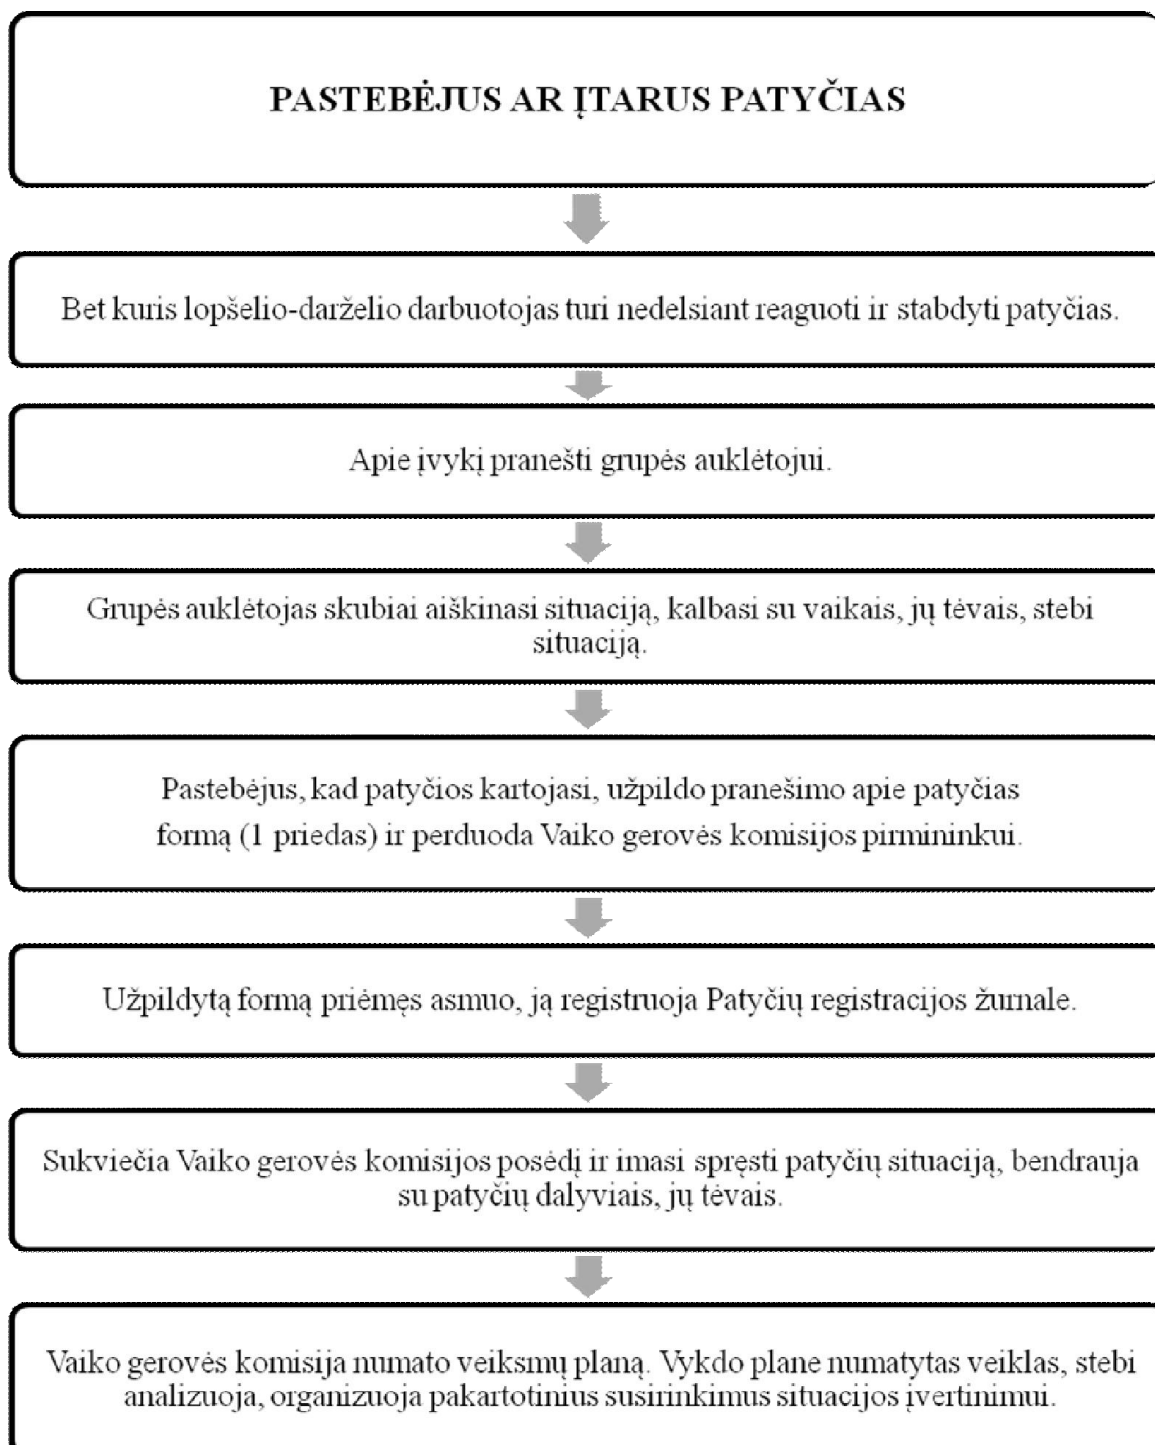 PASTEBĖJUS AR ĮTARUS PATYČIAS
Bet kuris lopšelio-darželio darbuotojas turi nedelsiant reaguoti ir stabdyti patyčias.
Apie įvykį pranešti grupės auklėtojui.
Grupės auklėtojas skubiai aiškinasi situaciją, kalbasi su vaikais, jų tėvais, stebi
situaciją.
Pastebėjus, kad patyčios kartojasi, užpildo pranešimo apie patyčias
formą (1 priedas) ir perduoda Vaiko gerovės komisijos pirmininkui.
Užpildytą formą priėmęs asmuo, ją registruoja Patyčių registracijos žurnale.
Sukviečia Vaiko gerovės komisijos posėdį ir imasi spręsti patyčių situaciją, bendrauja
su patyčių dalyviais, jų tėvais.
Vaiko gerovės komisija numato veiksmų planą. Vykdo plane numatytas veiklas, stebi
analizuoja, organizuoja pakartotinius susirinkimus situacijos įvertinimui.